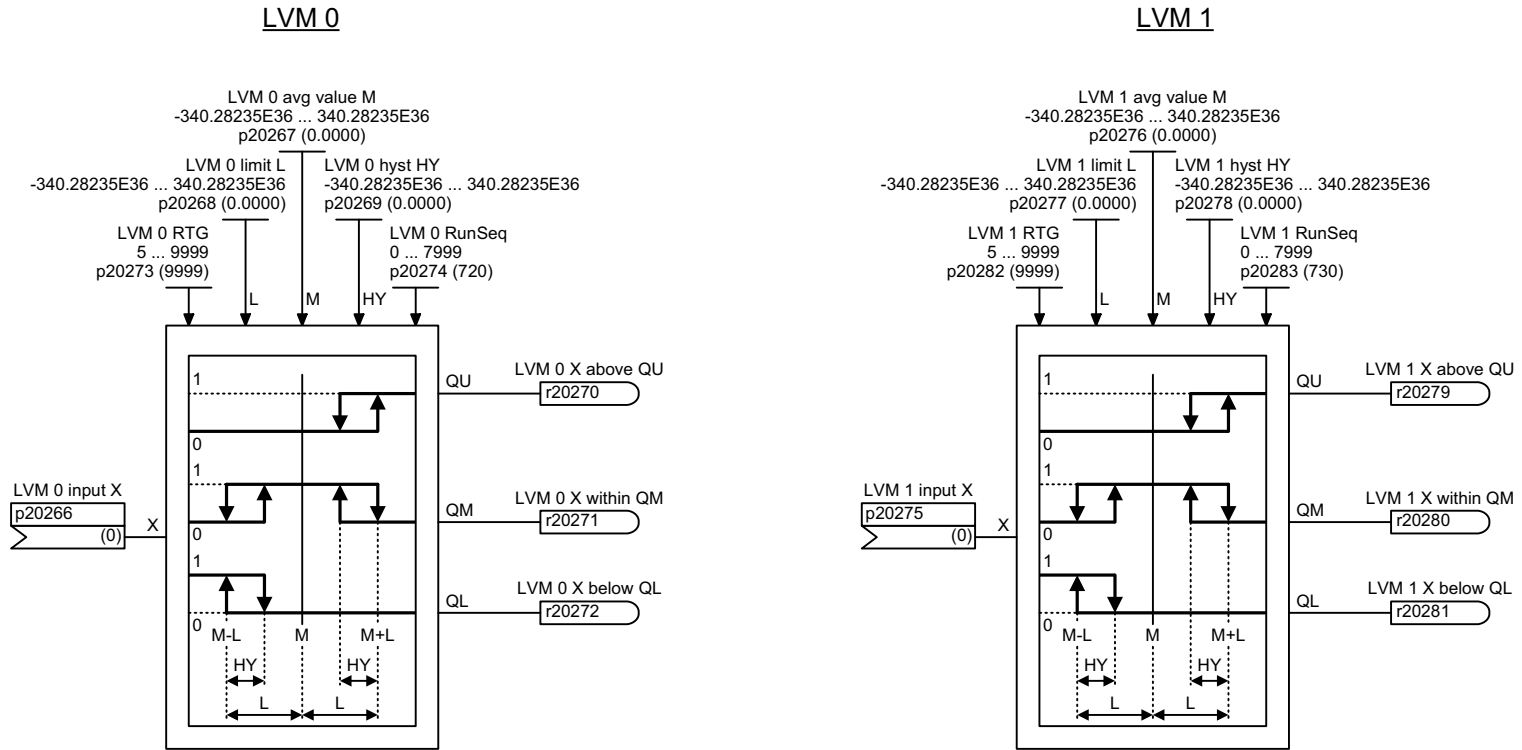 LVM 0
LVM 0 avg value M
-340.28235E36 ... 340.28235E36
p20267 (0.0000)
LVM 0 limit L
-340.28235E36 ... 340.28235E36
p20268 (0.0000)
LVM 0 hyst HY
-340.28235E36 ... 340.28235E36
p20269 (0.0000)
LVM 0 RTG
5 ... 9999
p20273 (9999)
LVM 0 RunSeq
0 ... 7999
p20274 (720)
L
M
HY
LVM 0 input X
p20266
(0)
X
1
0
1
0
1
0
M-L
M
M+L
HY
HY
L
L
QU
LVM 0 X above QU
r20270
QM
LVM 0 X within QM
r20271
QL
LVM 0 X below QL
r20272
LVM 1
LVM 1 avg value M
-340.28235E36 ... 340.28235E36
p20276 (0.0000)
LVM 1 limit L
-340.28235E36 ... 340.28235E36
p20277 (0.0000)
LVM 1 hyst HY
-340.28235E36 ... 340.28235E36
p20278 (0.0000)
LVM 1 RTG
5 ... 9999
p20282 (9999)
LVM 1 RunSeq
0 ... 7999
p20283 (730)
L
M
HY
LVM 1 input X
p20275
(0)
X
1
0
1
0
1
0
M-L
M
M+L
HY
HY
L
L
QU
LVM 1 X above QU
r20279
QM
LVM 1 X within QM
r20280
QL
LVM 1 X below QL
r20281